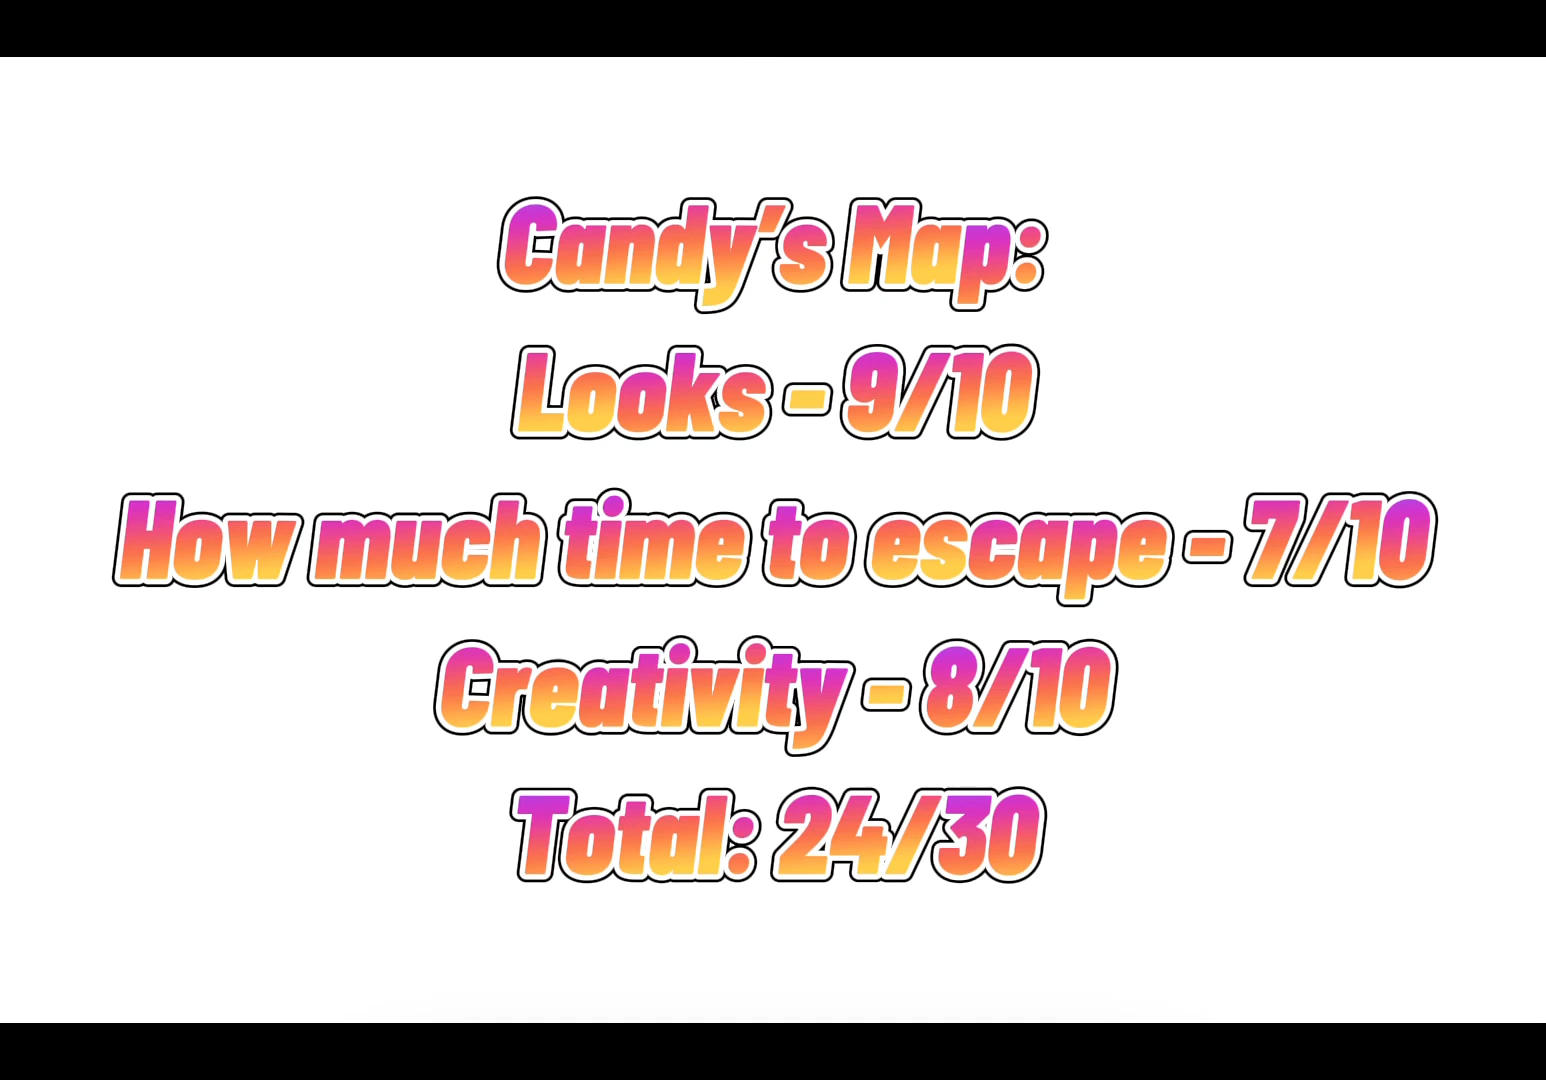 Candy’s Map:
Looks - 9/10
How much time to escape - 7/10
Creativity - 8/10
Total: 24/30